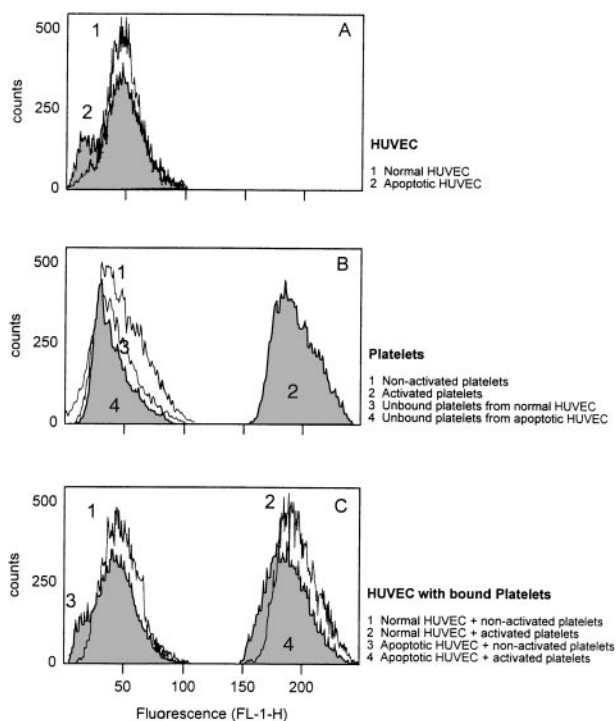 A
500
250
0
counts
1
2
HUVEC
1 Normal HUVEC
2 Apoptotic HUVEC
B
500
250
0
counts
1
3
4
2
Platelets
1 Non-activated platelets
2 Activated platelets
3 Unbound platelets from normal HUVEC
4 Unbound platelets from apoptotic HUVEC
C
500
250
0
counts
1
3
2
4
HUVEC with bound Platelets
1 Normal HUVEC + non-activated platelets
2 Normal HUVEC + activated platelets
3 Apoptotic HUVEC + non-activated platelets
4 Apoptotic HUVEC + activated platelets
50 100 150 200
Fluorescence (FL-1-H)